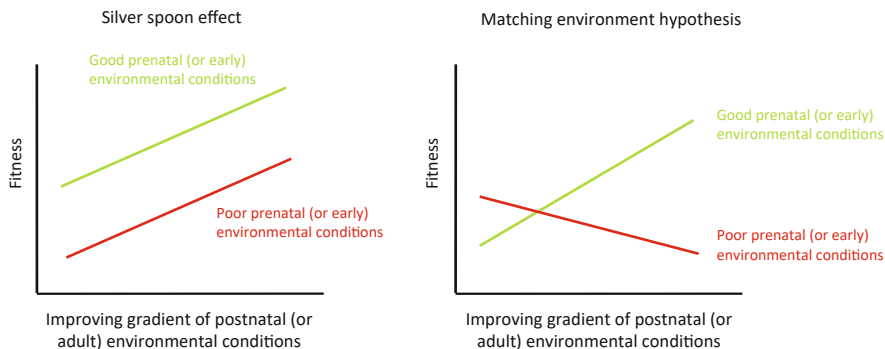 Silver spoon effect
Good prenatal (or early)
environmental conditions
Fitness
Poor prenatal (or early)
environmental conditions
Improving gradient of postnatal (or
adult) environmental conditions
Matching environment hypothesis
Good prenatal (or early)
environmental conditions
Fitness
Poor prenatal (or early)
environmental conditions
Improving gradient of postnatal (or
adult) environmental conditions